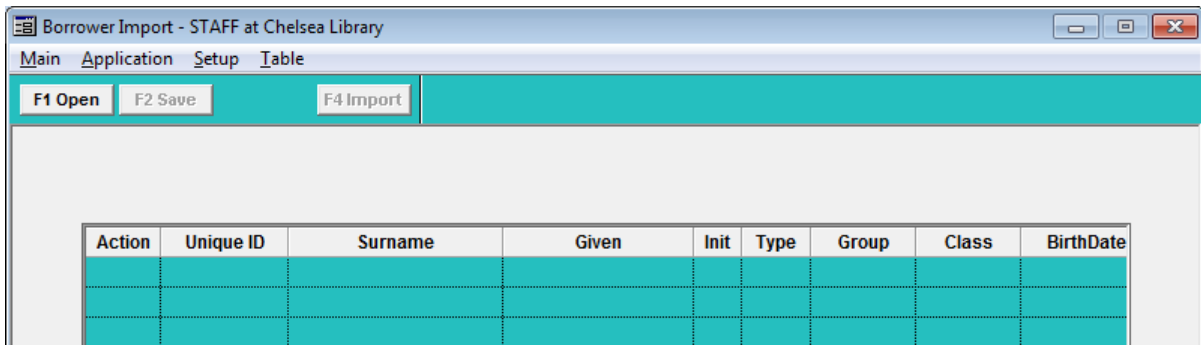 Borrower Import - STAFF at Chelsea Library
Main Application Setup Table
F1 Open F2 Save F4 Import
Action Unique ID Surname Given Init Type Group Class BirthDate